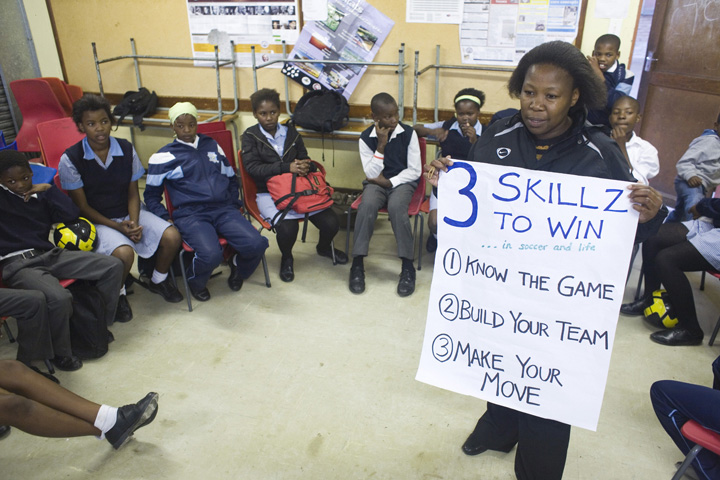 3 SKILLZ
TO WIN
...in soccer and life
① KNOW THE GAME
② BUILD YOUR TEAM
③ MAKE YOUR
MOVE